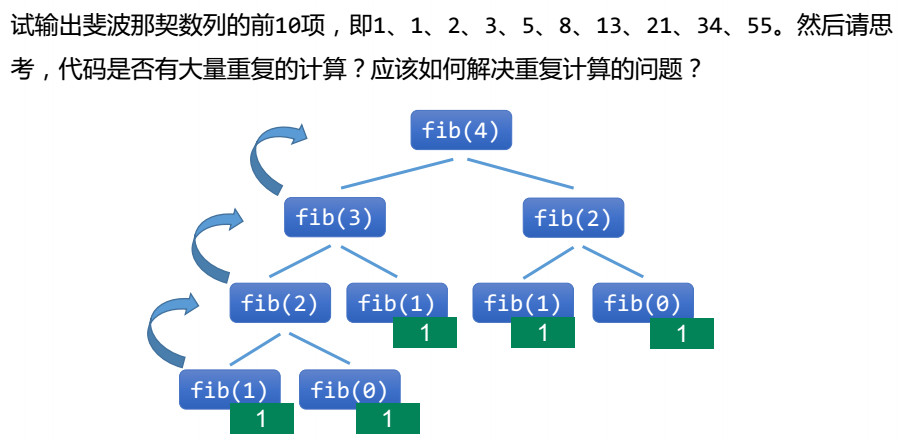 试输出斐波那契数列的前10项，即1、1、2、3、5、8、13、21、34、55。然后请思
考，代码是否有大量重复的计算？应该如何解决重复计算的问题？
fib(4)
fib(3)
fib(2)
fib(2)
fib(1)
fib(1)
fib(0)
1
1
1
fib(1)
fib(0)
1
1